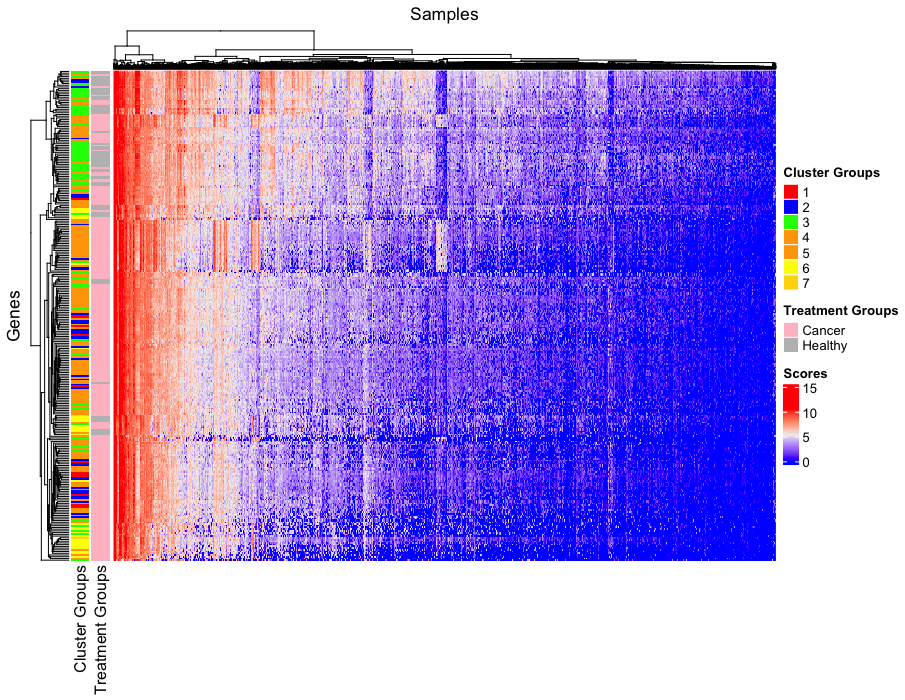 Samples
Genes
Cluster Groups
Treatment Groups
Cluster Groups
1
2
3
4
5
6
7
Treatment Groups
Cancer
Healthy
Scores
15
10
5
0